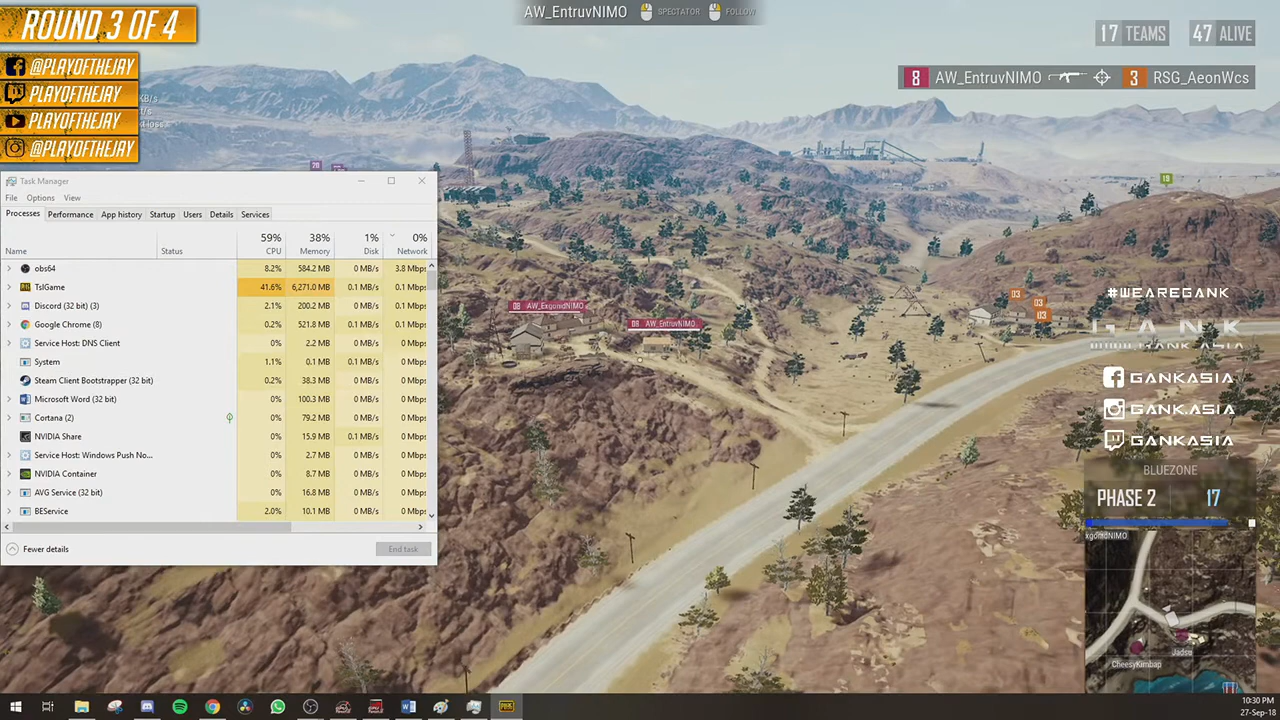 ROUND 3 OF 4
AW_EntruvNIMO
SPECTATOR
FOLLOW
17 TEAMS
47 ALIVE
8 AW_EntruvNIMO 3 RSG_AeonWcs
@PLAYOFTHEJAY
PLAYOFTHEJAY
PLAYOFTHEJAY
@PLAYOFTHEJAY
KB/s
Task Manager
File Options View
Processes Performance App history Startup Users Details Services
59% 38% 1% 0%
Name Status CPU Memory Disk Network
obs64 8.2% 584.2 MB 0 MB/s 3.8 Mbps
TslGame 41.6% 6,271.0 MB 0.1 MB/s 0.1 Mbps
Discord (32 bit) (3) 2.1% 200.2 MB 0.1 MB/s 0.1 Mbps
Google Chrome (8) 0.2% 521.8 MB 0.1 MB/s 0.1 Mbps
Service Host: DNS Client 0% 2.2 MB 0 MB/s 0 Mbps
System 1.1% 0.1 MB 0.1 MB/s 0 Mbps
Steam Client Bootstrapper (32 bit) 0.2% 38.3 MB 0 MB/s 0 Mbps
Microsoft Word (32 bit) 0% 100.3 MB 0 MB/s 0 Mbps
Cortana (2) 0% 79.2 MB 0 MB/s 0 Mbps
NVIDIA Share 0% 15.9 MB 0.1 MB/s 0 Mbps
Service Host: Windows Push No... 0% 2.7 MB 0 MB/s 0 Mbps
NVIDIA Container 0% 8.7 MB 0 MB/s 0 Mbps
AVG Service (32 bit) 0% 16.8 MB 0 MB/s 0 Mbps
BEService 2.0% 10.1 MB 0 MB/s 0 Mbps
Fewer details
End task
19
08 AW_ExgonidNIMO
08 AW_EntruvNIMO
03
03
03
#WEAREGANK
GANK
GANKASIA
GANK.ASIA
GANKASIA
BLUEZONE
PHASE 2 17
xgonidNIMO
Jadsu
CheesyKimbap
10:30 PM
27-Sep-18